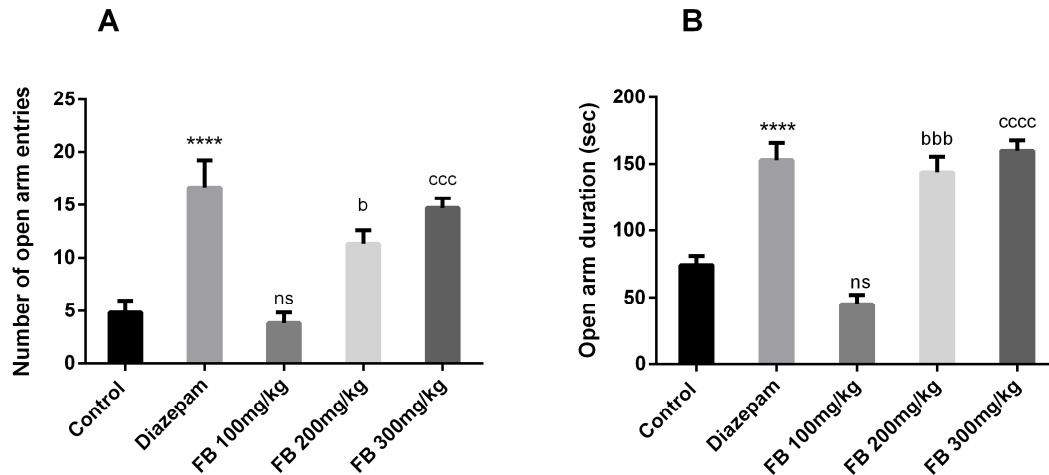 A
Number of open arm entries
25
20
15
10
5
0
****
ns
b
ccc
Control
Diazepam
FB 100mg/kg
FB 200mg/kg
FB 300mg/kg
B
Open arm duration (sec)
200
150
100
50
0
****
ns
bbb
cccc
Control
Diazepam
FB 100mg/kg
FB 200mg/kg
FB 300mg/kg